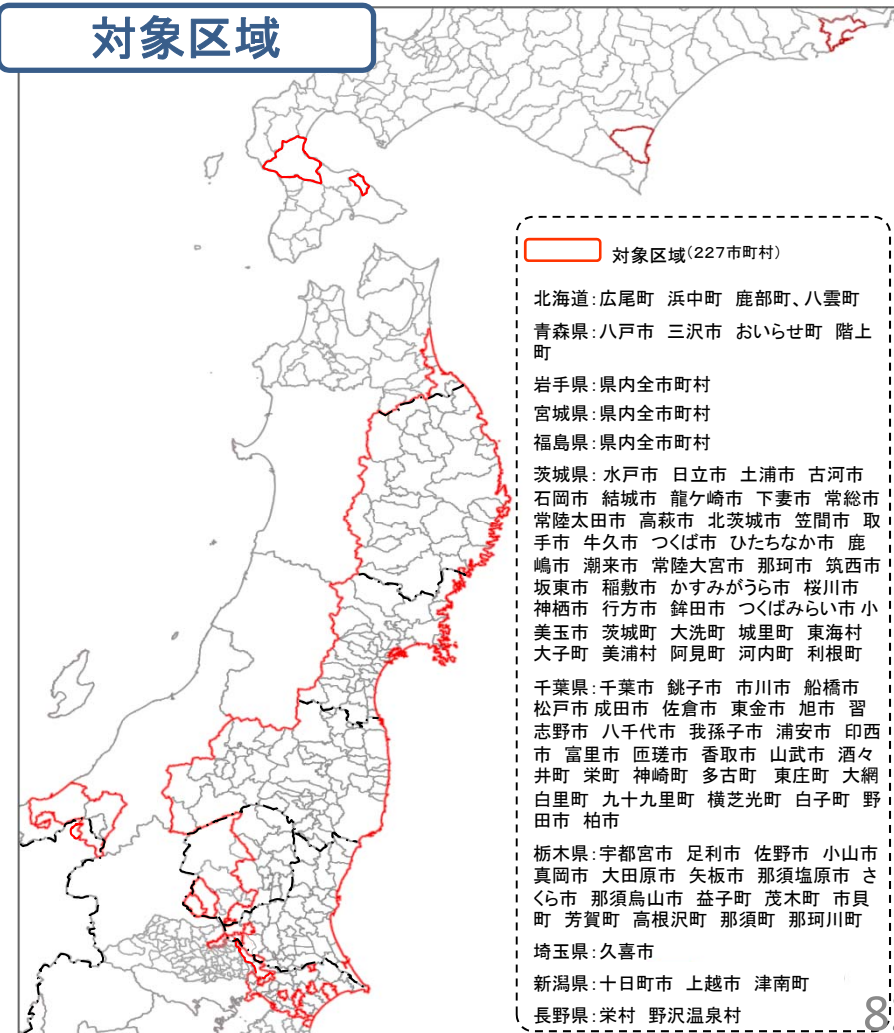 対象区域
対象区域(227市町村)
北海道:広尾町 浜中町 鹿部町、八雲町
青森県:八戸市 三沢市 おいらせ町 階上
町
岩手県:県内全市町村
宮城県:県内全市町村
福島県:県内全市町村
茨城県:水戸市 日立市 土浦市 古河市
石岡市 結城市 龍ケ崎市 下妻市 常総市
常陸太田市 高萩市 北茨城市 笠間市 取
手市 牛久市 つくば市 ひたちなか市 鹿
嶋市 潮来市 常陸大宮市 那珂市 筑西市
坂東市 稲敷市 かすみがうら市 桜川市
神栖市 行方市 鉾田市 つくばみらい市 小
美玉市 茨城町 大洗町 城里町 東海村
大子町 美浦村 阿見町 河内町 利根町
千葉県:千葉市 銚子市 市川市 船橋市
松戸市 成田市 佐倉市 東金市 旭市 習
志野市 八千代市 我孫子市 浦安市 印西
市 富里市 匝瑳市 香取市 山武市 酒々
井町 栄町 神崎町 多古町 東庄町 大網
白里町 九十九里町 横芝光町 白子町 野
田市 柏市
栃木県:宇都宮市 足利市 佐野市 小山市
真岡市 大田原市 矢板市 那須塩原市 さ
くら市 那須烏山市 益子町 茂木町 市貝
町 芳賀町 高根沢町 那須町 那珂川町
埼玉県:久喜市
新潟県:十日町市 上越市 津南町
長野県:栄村 野沢温泉村
8